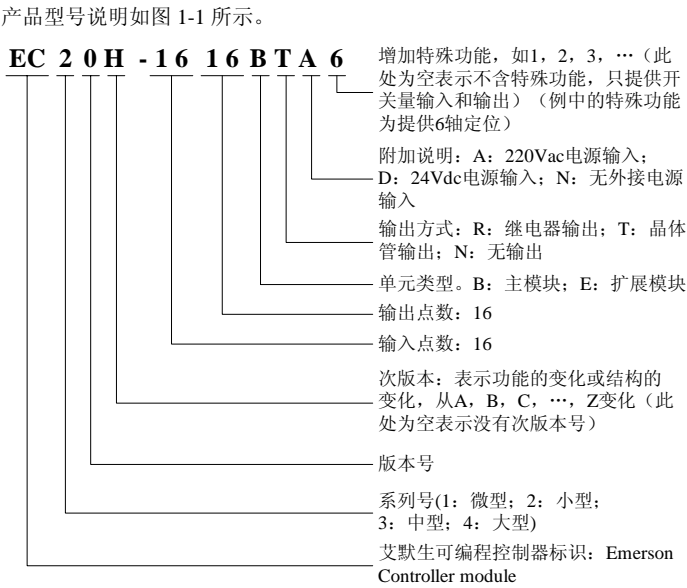 产品型号说明如图 1-1 所示。
EC 2 0 H - 1 6 1 6 B T A 6
增加特殊功能，如1，2，3，…（此
处为空表示不含特殊功能，只提供开
关量输入和输出）（例中的特殊功能
为提供6轴定位）
附加说明：A：220Vac电源输入；
D：24Vdc电源输入；N：无外接电源
输入
输出方式：R：继电器输出；T：晶体
管输出；N：无输出
单元类型。B：主模块；E：扩展模块
输出点数：16
输入点数：16
次版本：表示功能的变化或结构的
变化，从A，B，C，…，Z变化（此
处为空表示没有次版本号）
版本号
系列号(1：微型；2：小型；
3：中型；4：大型)
艾默生可编程控制器标识：Emerson
Controller module